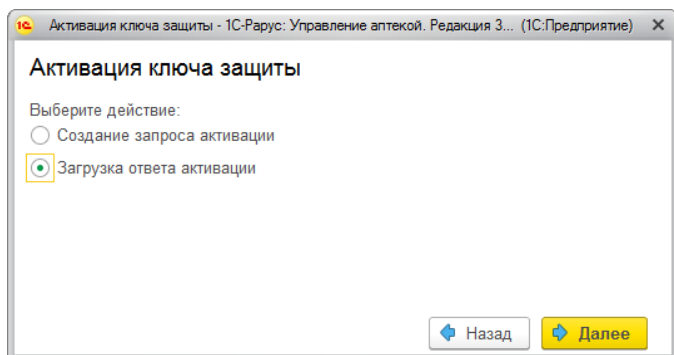 Активация ключа защиты - 1С-Рарус: Управление аптекой. Редакция 3... (1С:Предприятие)
Активация ключа защиты
Выберите действие:
Создание запроса активации
Загрузка ответа активации
Назад Далее